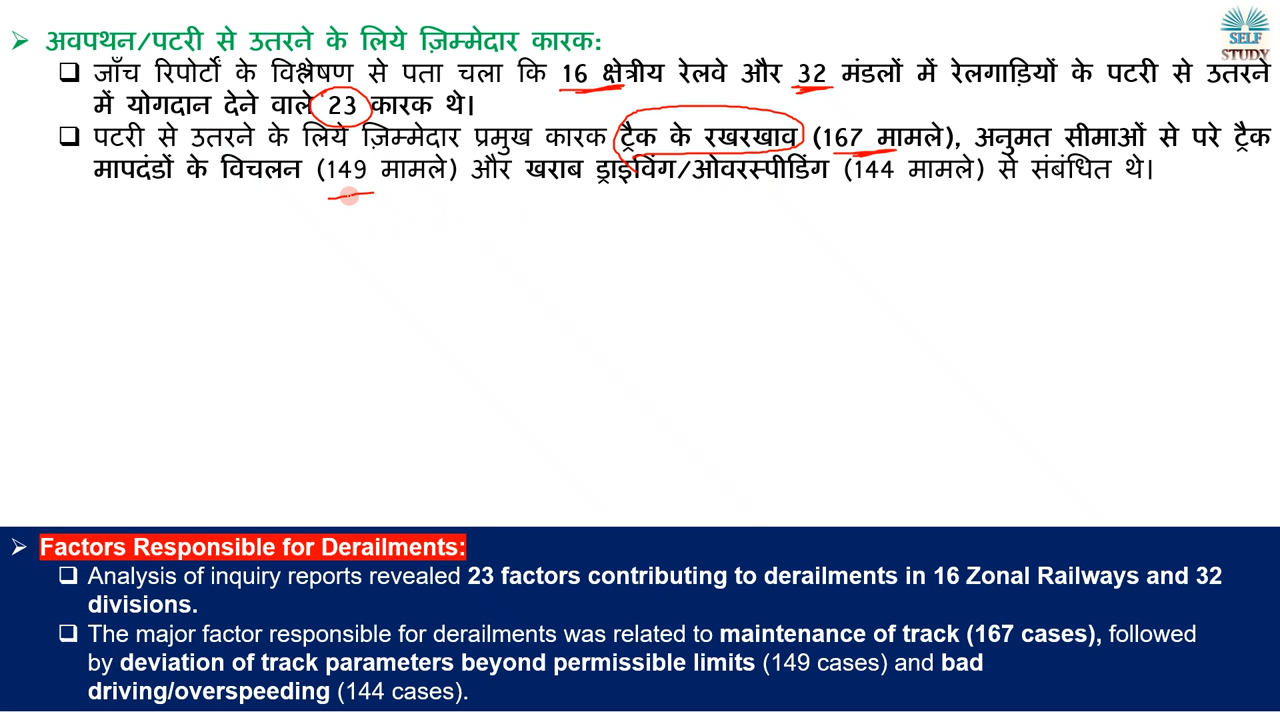 ➢ अवपथन/पटरी से उतरने के लिये ज़िम्मेदार कारक:
SELF
STUDY
❑ जाँच रिपोर्टों के विश्लेषण से पता चला कि 16 क्षेत्रीय रेलवे और 32 मंडलों में रेलगाड़ियों के पटरी से उतरने
में योगदान देने वाले 23 कारक थे।
❑ पटरी से उतरने के लिये ज़िम्मेदार प्रमुख कारक ट्रैक के रखरखाव (167 मामले), अनुमत सीमाओं से परे ट्रैक
मापदंडों के विचलन (149 मामले) और खराब ड्राइविंग/ओवरस्पीडिंग (144 मामले) से संबंधित थे।
➢ Factors Responsible for Derailments:
❑ Analysis of inquiry reports revealed 23 factors contributing to derailments in 16 Zonal Railways and 32
divisions.
❑ The major factor responsible for derailments was related to maintenance of track (167 cases), followed
by deviation of track parameters beyond permissible limits (149 cases) and bad
driving/overspeeding (144 cases).